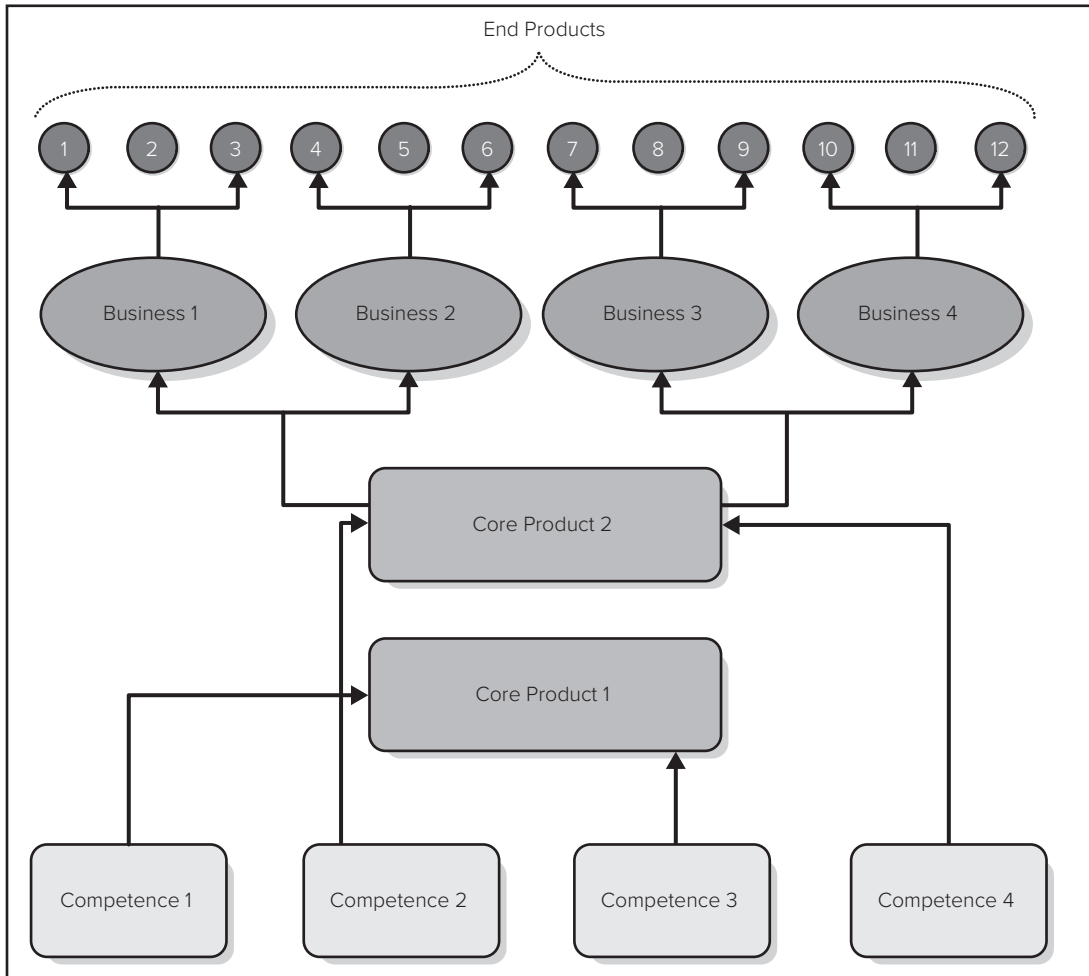 End Products
1 2 3 4 5 6 7 8 9 10 11 12
Business 1 Business 2 Business 3 Business 4
Core Product 2
Core Product 1
Competence 1 Competence 2 Competence 3 Competence 4